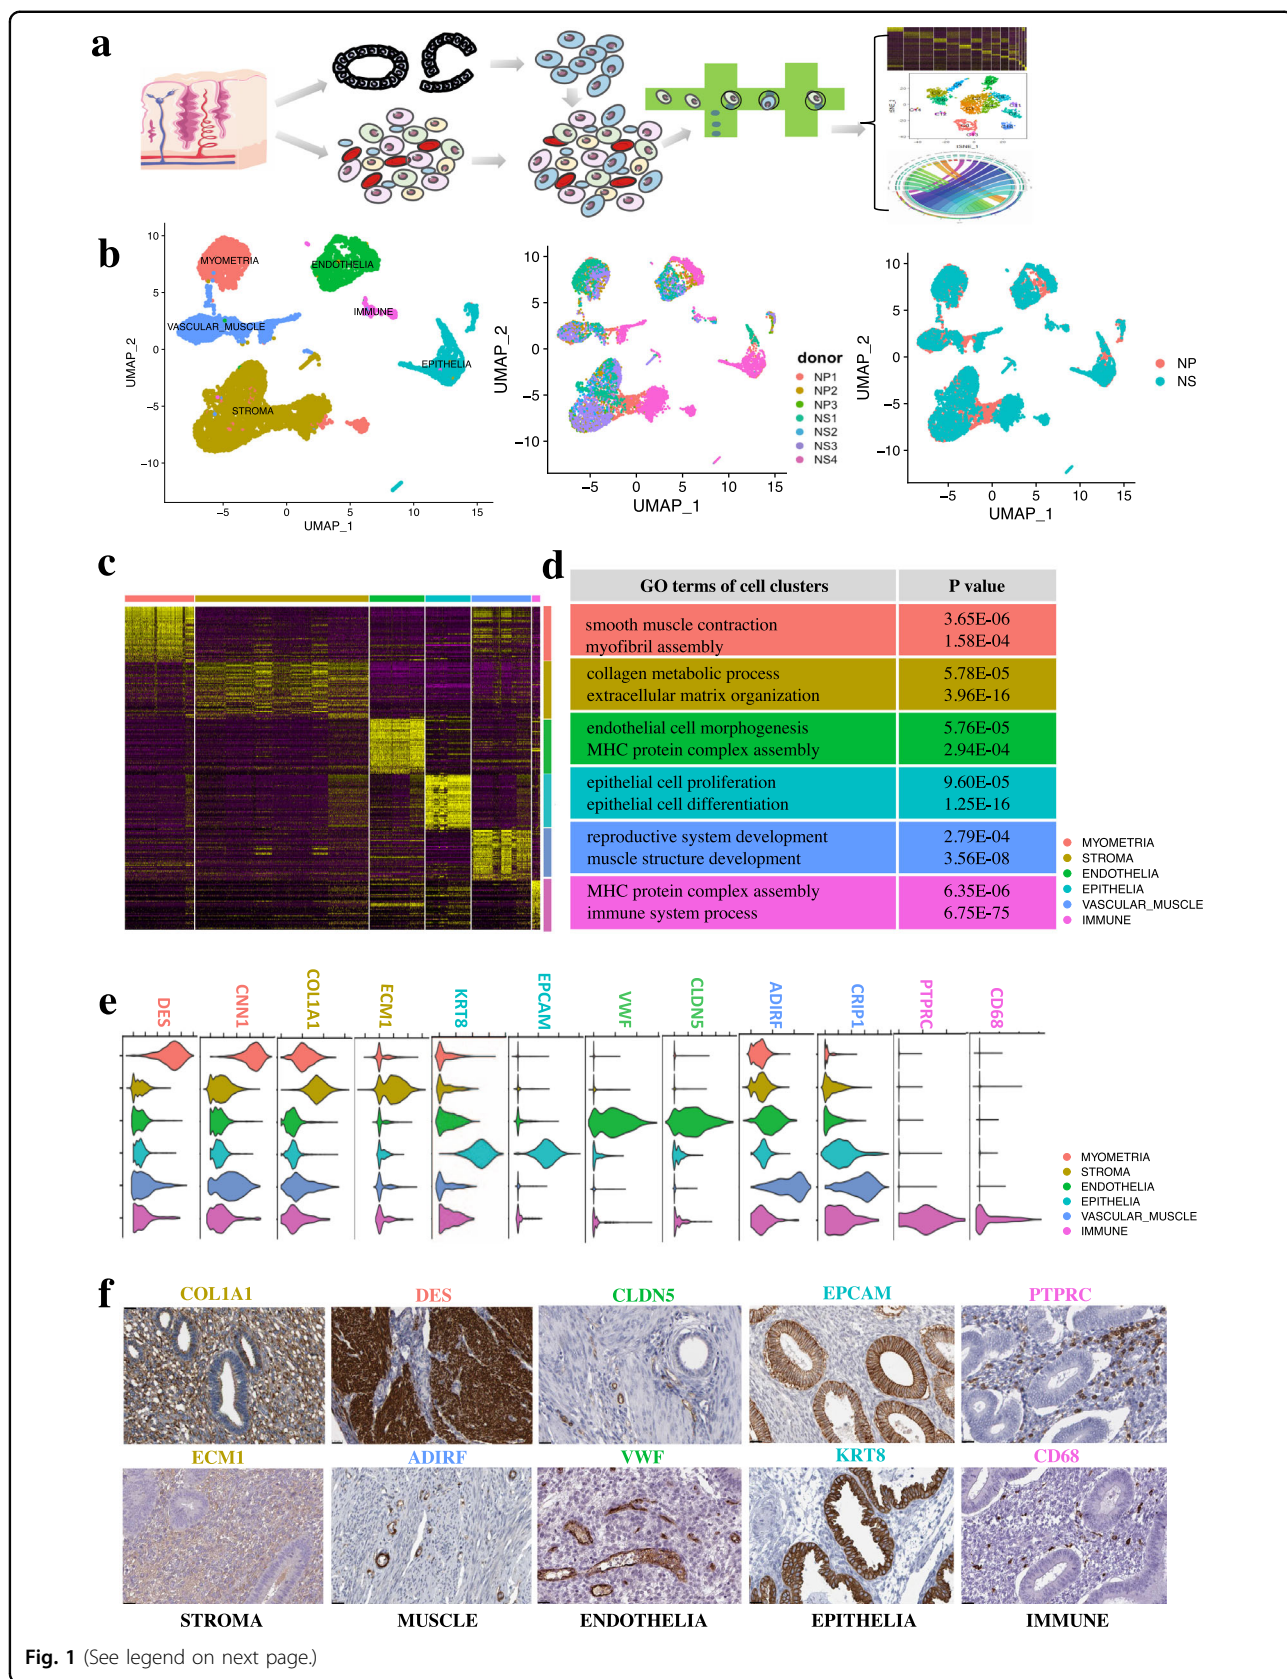 a
b
10
5
0
−5
−10
−5
0
5
10
15
UMAP_2
UMAP_1
MYOMETRIA
ENDOTHELIA
IMMUNE
VASCULAR_MUSCLE
EPITHELIA
STROMA
10
5
0
−5
−10
−5
0
5
10
15
UMAP_2
UMAP_1
donor
NP1
NP2
NP3
NS1
NS2
NS3
NS4
10
5
0
−5
−10
−5
0
5
10
15
UMAP_2
UMAP_1
NP
NS
c
d
GO terms of cell clusters
P value
smooth muscle contraction
3.65E-06
myofibril assembly
1.58E-04
collagen metabolic process
5.78E-05
extracellular matrix organization
3.96E-16
endothelial cell morphogenesis
5.76E-05
MHC protein complex assembly
2.94E-04
epithelial cell proliferation
9.60E-05
epithelial cell differentiation
1.25E-16
reproductive system development
2.79E-04
muscle structure development
3.56E-08
MHC protein complex assembly
6.35E-06
immune system process
6.75E-75
MYOMETRIA
STROMA
ENDOTHELIA
EPITHELIA
VASCULAR_MUSCLE
IMMUNE
e
DES
CNN1
COL1A1
ECM1
KRT8
EPCAM
VWF
CLDN5
ADIRF
CRIP1
PTPRC
CD68
MYOMETRIA
STROMA
ENDOTHELIA
EPITHELIA
VASCULAR_MUSCLE
IMMUNE
f
COL1A1
DES
CLDN5
EPCAM
PTPRC
ECM1
ADIRF
VWF
KRT8
CD68
STROMA
MUSCLE
ENDOTHELIA
EPITHELIA
IMMUNE
Fig. 1 (See legend on next page.)